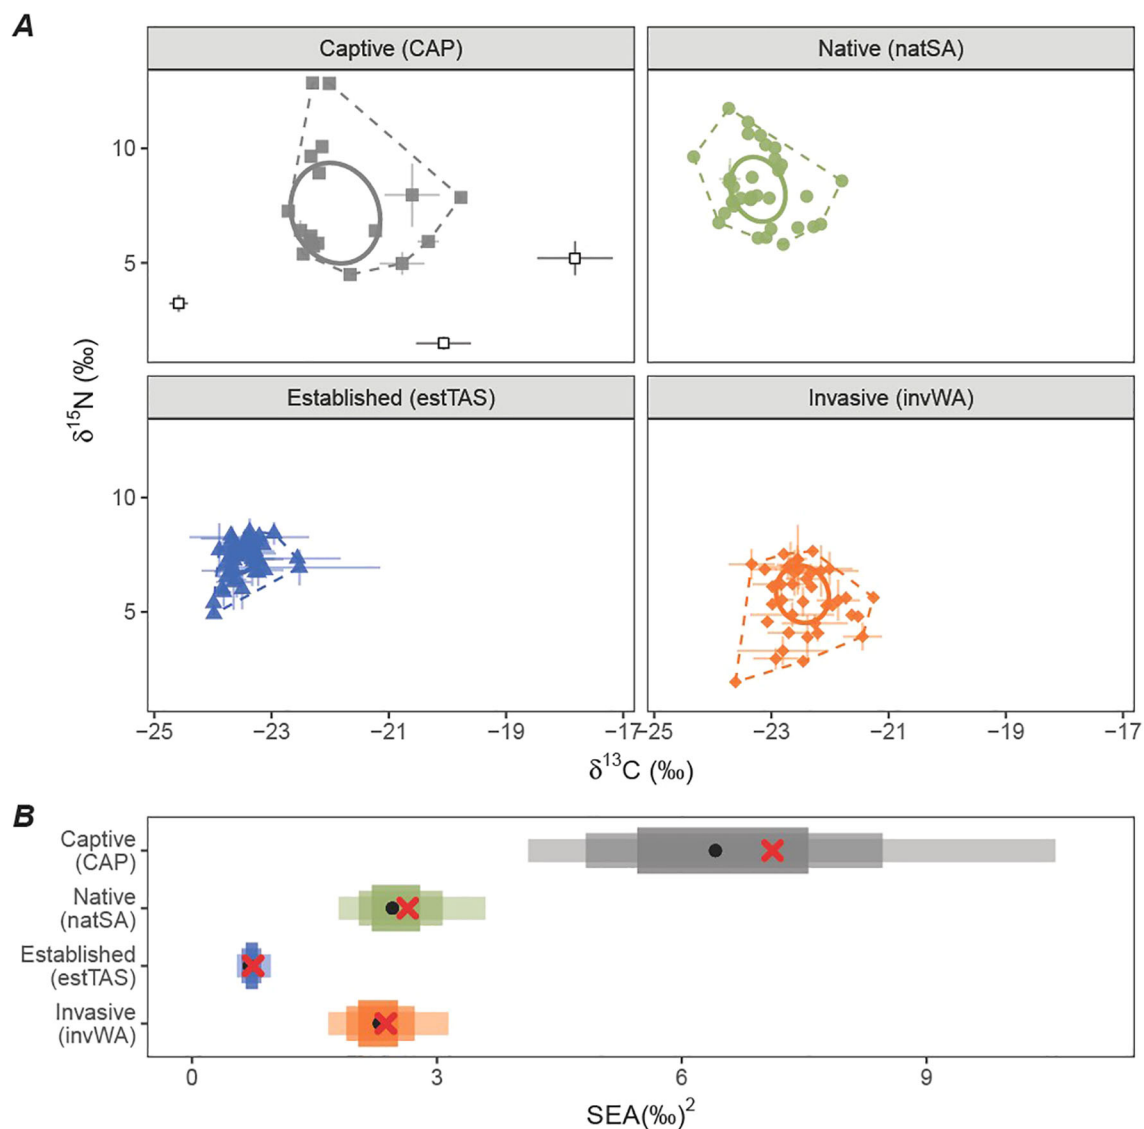 A
Captive (CAP)
Native (natSA)
10
5
Established (estTAS)
Invasive (invWA)
δ¹⁵N (‰)
10
5
−25 −23 −21 −19 −17
−25 −23 −21 −19 −17
δ¹³C (‰)
B
Captive
(CAP)
Native
(natSA)
Established
(estTAS)
Invasive
(invWA)
0 3 6 9
SEA(‰)²